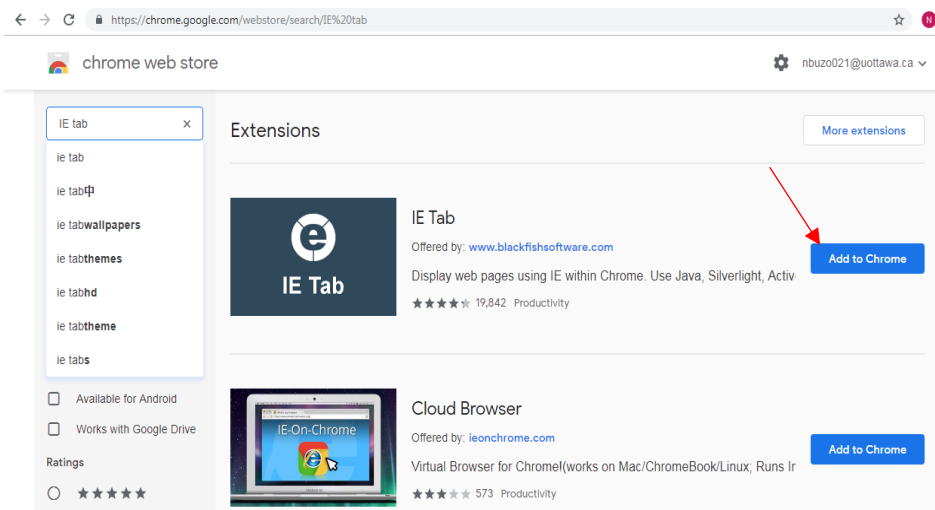 https://chrome.google.com/webstore/search/IE%20tab
N
chrome web store
nbuzo021@uottawa.ca
IE tab
ie tab
ie tab中
ie tabwallpapers
ie tabthemes
ie tabhd
ie tabtheme
ie tabs
Available for Android
Works with Google Drive
Ratings
Extensions
More extensions
IE Tab
IE Tab
Offered by: www.blackfishsoftware.com
Display web pages using IE within Chrome. Use Java, Silverlight, Activ
19,842 Productivity
Add to Chrome
IE-On-Chrome
Cloud Browser
Offered by: ieonchrome.com
Virtual Browser for Chrome!(works on Mac/ChromeBook/Linux; Runs Ir
573 Productivity
Add to Chrome